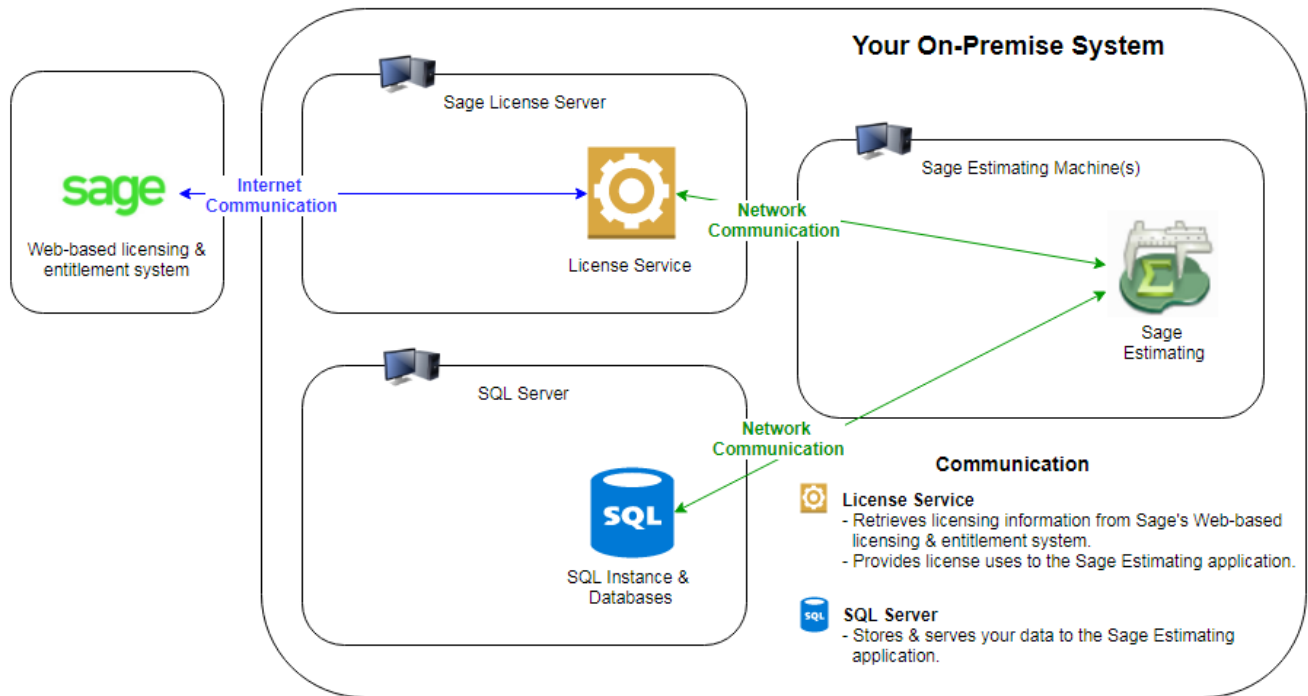 Your On-Premise System
Sage License Server
sage
Web-based licensing &
entitlement system
Internet
Communication
License Service
Network
Communication
Sage Estimating Machine(s)
Σ
Sage
Estimating
SQL Server
Network
Communication
SQL
SQL Instance &
Databases
Communication
License Service
- Retrieves licensing information from Sage's Web-based
licensing & entitlement system.
- Provides license uses to the Sage Estimating application.
SQL
SQL Server
- Stores & serves your data to the Sage Estimating
application.